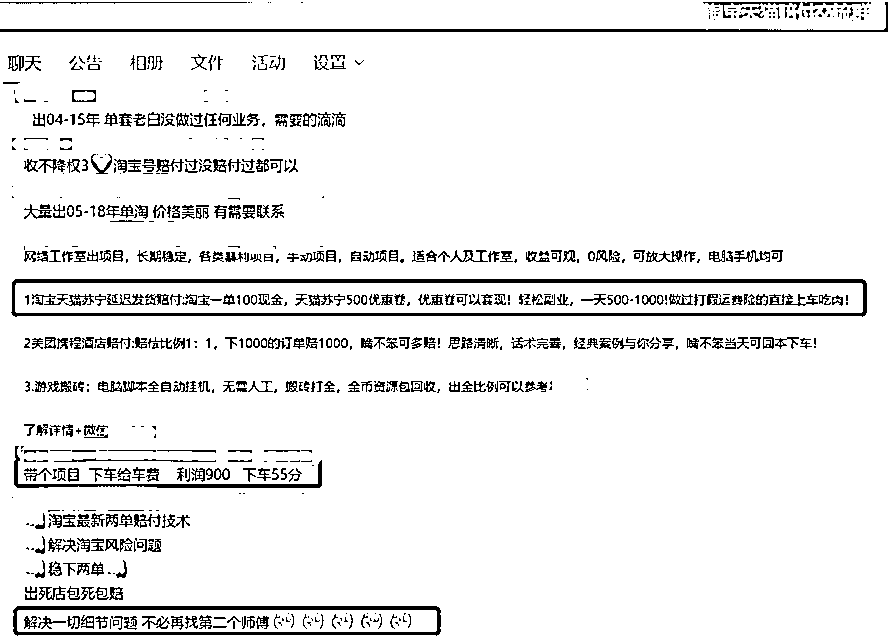 淘宝天猫赔付交流群
聊天 公告 相册 文件 活动 设置
出04-15年 单套老白没做过任何业务，需要的滴滴
收不降权3♡淘宝号赔付过没赔付过都可以
大量出05-18年单淘 价格美丽 有需要联系
网络工作室出项目，长期稳定，各类暴利项目，手动项目，自动项目。适合个人及工作室，收益可观，0风险，可放大操作，电脑手机均可
1淘宝天猫苏宁延迟发货赔付:淘宝一单100现金，天猫苏宁500优惠卷，优惠卷可以套现！轻松副业，一天500-1000!做过打假运费险的直接上车吃肉！
2美团携程酒店赔付:赔偿比例1：1，下1000的订单赔1000，嘴不笨可多赔！思路清晰，话术完善，经典案例与你分享，嘴不笨当天可回本下车！
3.游戏搬砖：电脑脚本全自动挂机，无需人工，搬砖打金，金币资源包回收，出金比例可以参考：
了解详情+微信
带个项目 下车给车费 利润900 下车55分
淘宝最新两单赔付技术
解决淘宝风险问题
稳下两单
出死店包死包赔
解决一切细节问题 不必再找第二个师傅